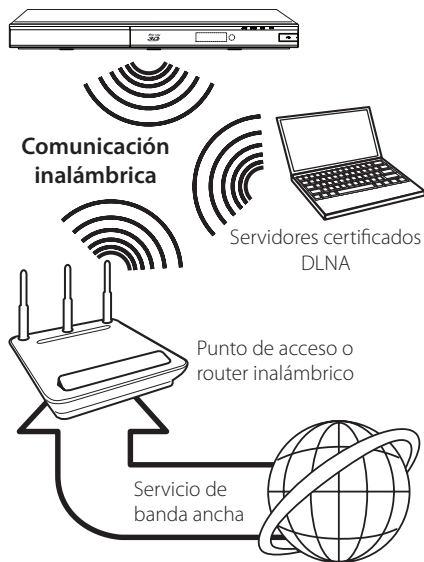 3D
Comunicación
inalámbrica
Servidores certificados
DLNA
Punto de acceso o
router inalámbrico
Servicio de
banda ancha